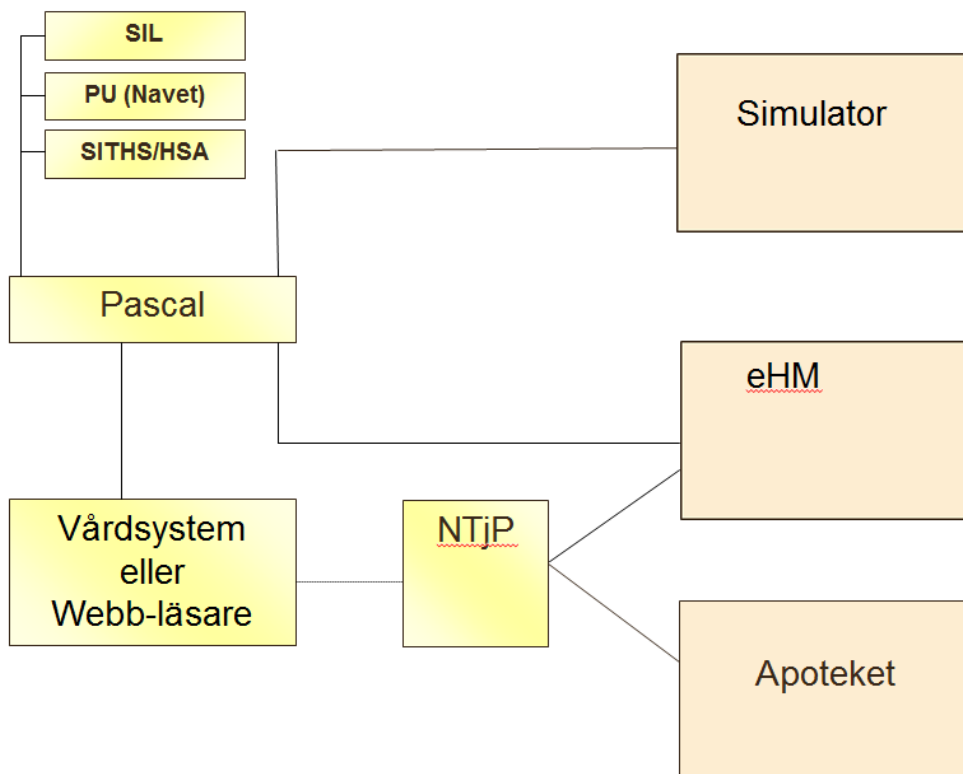 SIL
PU (Navet)
SITHS/HSA
Simulator
Pascal
eHM
Vårdsystem
eller
Webb-läsare
NTjP
Apoteket